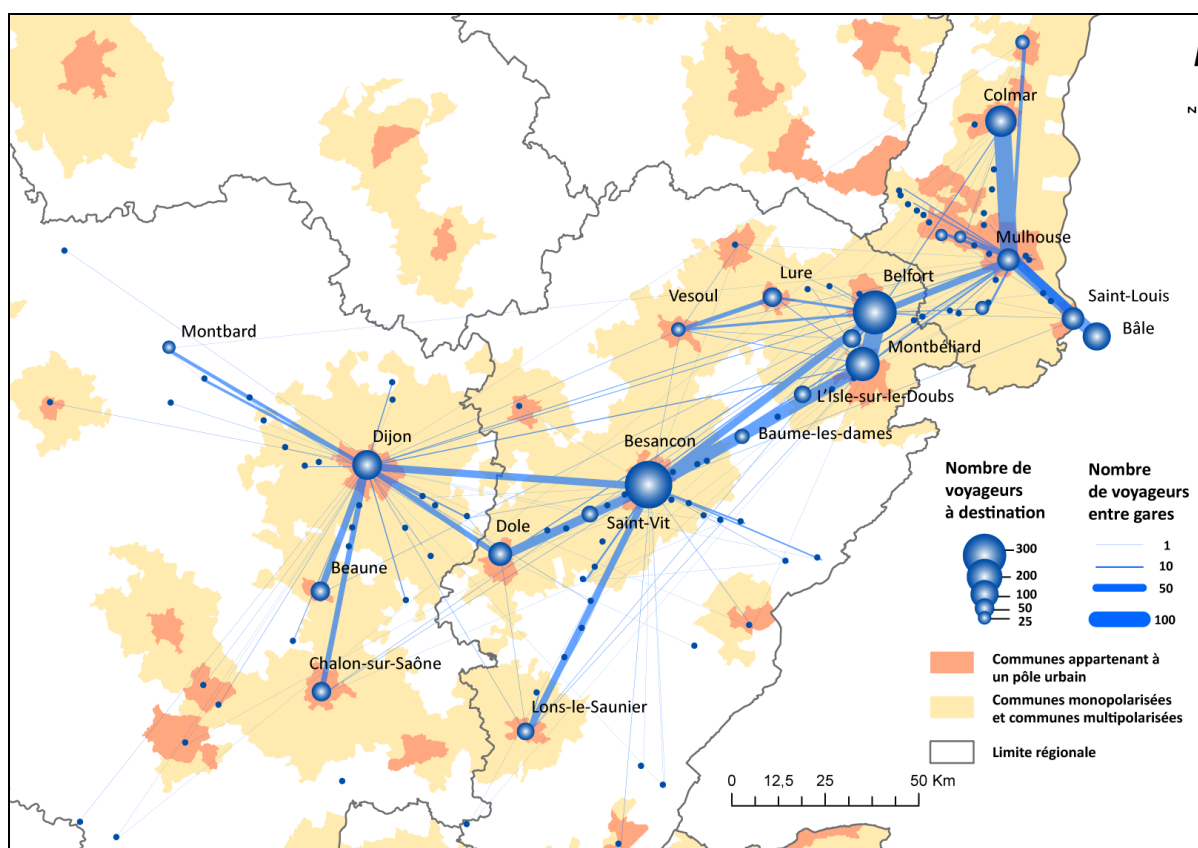 Colmar
Mulhouse
Lure
Belfort
Vesoul
Saint-Louis
Bâle
Montbard
Montbéliard
L'Isle-sur-le-Doubs
Dijon
Besancon
Baume-les-dames
Dole
Saint-Vit
Beaune
Chalon-sur-Saône
Lons-le-Saunier
Nombre de
voyageurs
à destination
300
200
100
50
25
Nombre
de voyageurs
entre gares
1
10
50
100
Communes appartenant à
un pôle urbain
Communes monopolarisées
et communes multipolarisées
Limite régionale
0 12,5 25 50 Km